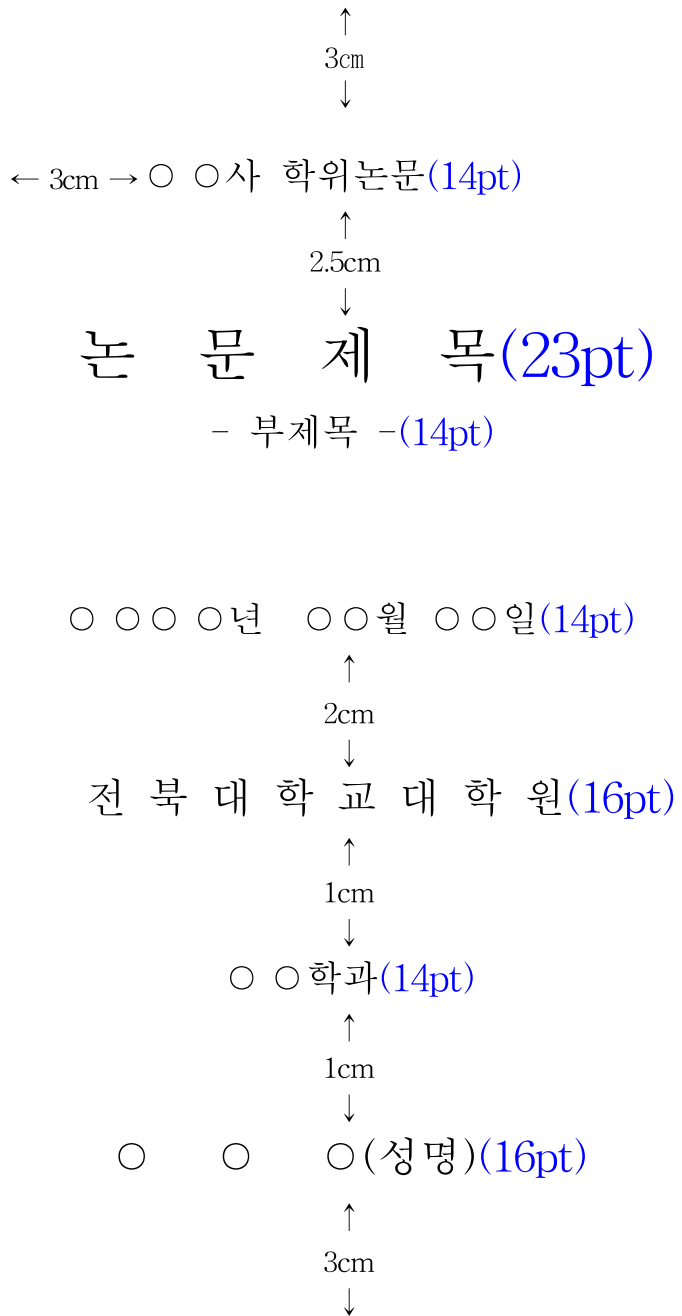 ↑
3㎝
↓
← 3cm → ○ ○사 학위논문(14pt)
↑
2.5cm
↓
논 문 제 목(23pt)
- 부제목 -(14pt)
○ ○○ ○년 ○○월 ○○일(14pt)
↑
2cm
↓
전 북 대 학 교 대 학 원(16pt)
↑
1cm
↓
○ ○학과(14pt)
↑
1cm
↓
○ ○ ○(성명)(16pt)
↑
3cm
↓